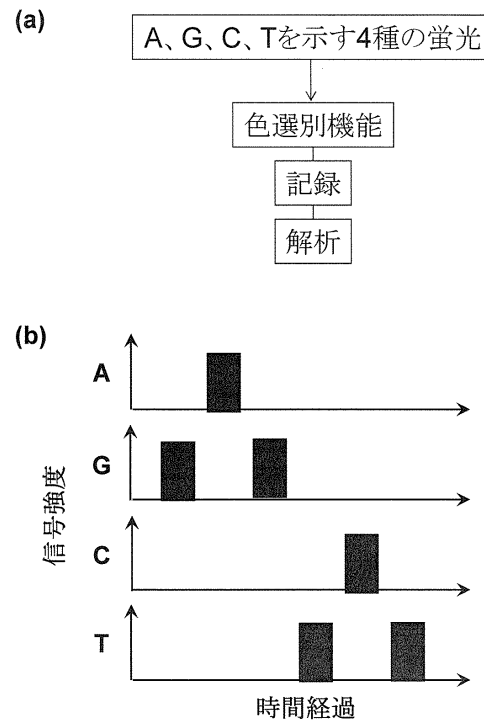 (a)
A、G、C、Tを示す4種の蛍光
色選別機能
記録
解析
(b)
A
G
C
T
信号強度
時間経過